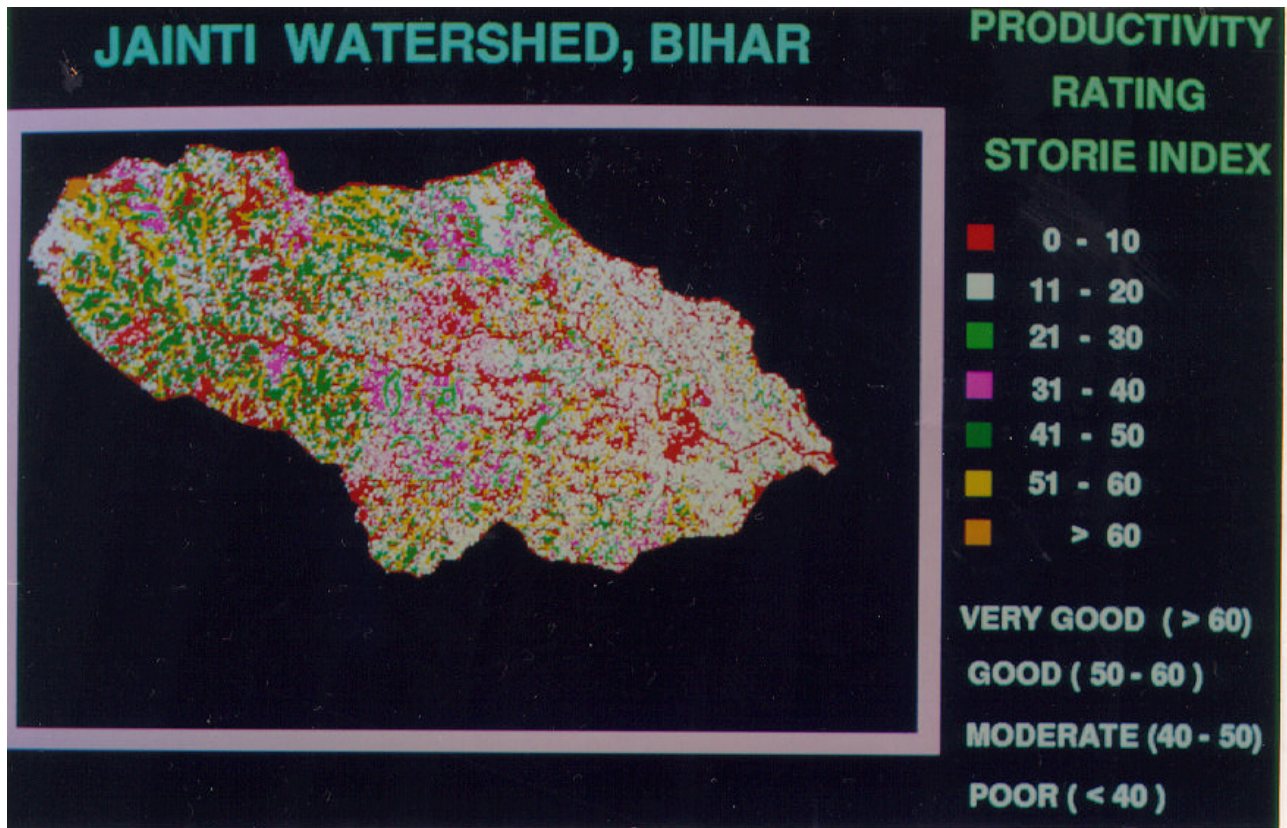 JAINTI WATERSHED, BIHAR
PRODUCTIVITY
RATING
STORIE INDEX
0 - 10
11 - 20
21 - 30
31 - 40
41 - 50
51 - 60
> 60
VERY GOOD ( > 60)
GOOD ( 50 - 60 )
MODERATE (40 - 50)
POOR ( < 40 )